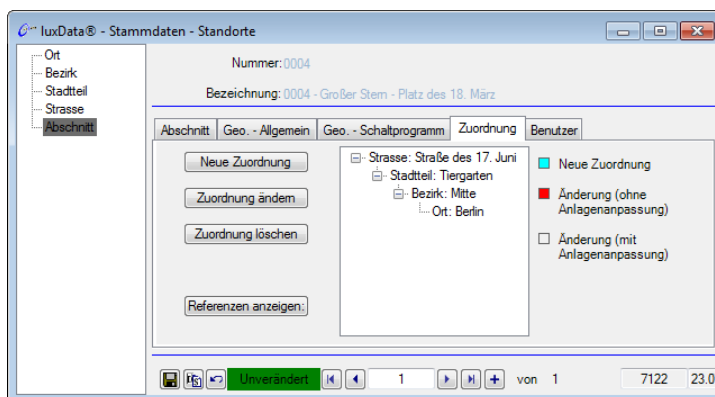 luxData® - Stammdaten - Standorte
Ort
Bezirk
Stadtteil
Strasse
Abschnitt
Nummer: 0004
Bezeichnung: 0004 - Großer Stern - Platz des 18. März
Abschnitt Geo. - Allgemein Geo. - Schaltprogramm Zuordnung Benutzer
Neue Zuordnung
Zuordnung ändern
Zuordnung löschen
Referenzen anzeigen:
Strasse: Straße des 17. Juni
Stadtteil: Tiergarten
Bezirk: Mitte
Ort: Berlin
Neue Zuordnung
Änderung (ohne
Anlagenanpassung)
Änderung (mit
Anlagenanpassung)
Unverändert 1 von 1 7122 23.0